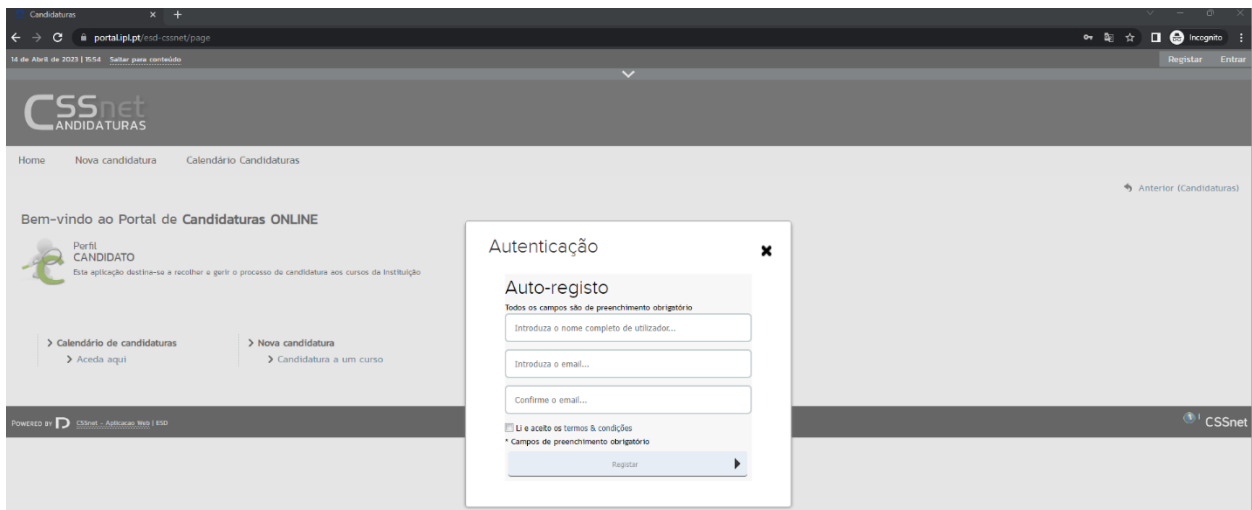 Candidaturas
portal.ipl.pt/esd-cssnet/page
Incognito
14 de Abril de 2023 | 15:54 Saltar para conteúdo
Registar Entrar
CSSnet
CANDIDATURAS
Home Nova candidatura Calendário Candidaturas
Anterior (Candidaturas)
Bem-vindo ao Portal de Candidaturas ONLINE
Perfil
CANDIDATO
Esta aplicação destina-se a recolher e gerir o processo de candidatura aos cursos da Instituição
Calendário de candidaturas
Aceda aqui
Nova candidatura
Candidatura a um curso
Autenticação
Auto-registo
Todos os campos são de preenchimento obrigatório
Introduza o nome completo de utilizador...
Introduza o email...
Confirme o email...
Li e aceito os termos & condições
* Campos de preenchimento obrigatório
Registar
POWERED BY CSSnet - Aplicacao Web | ESD
CSSnet